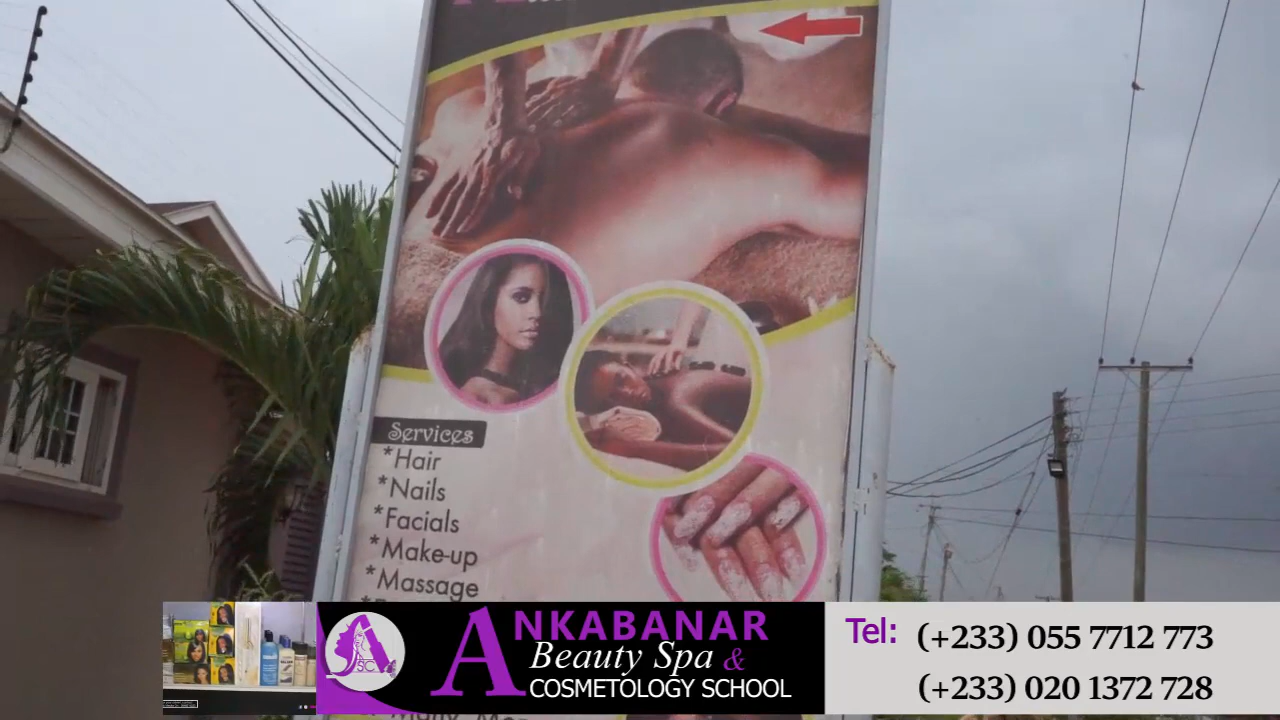 Services
*Hair
*Nails
*Facials
*Make-up
*Massage
ANKABANAR
Beauty Spa &
COSMETOLOGY SCHOOL
Tel: (+233) 055 7712 773
(+233) 020 1372 728